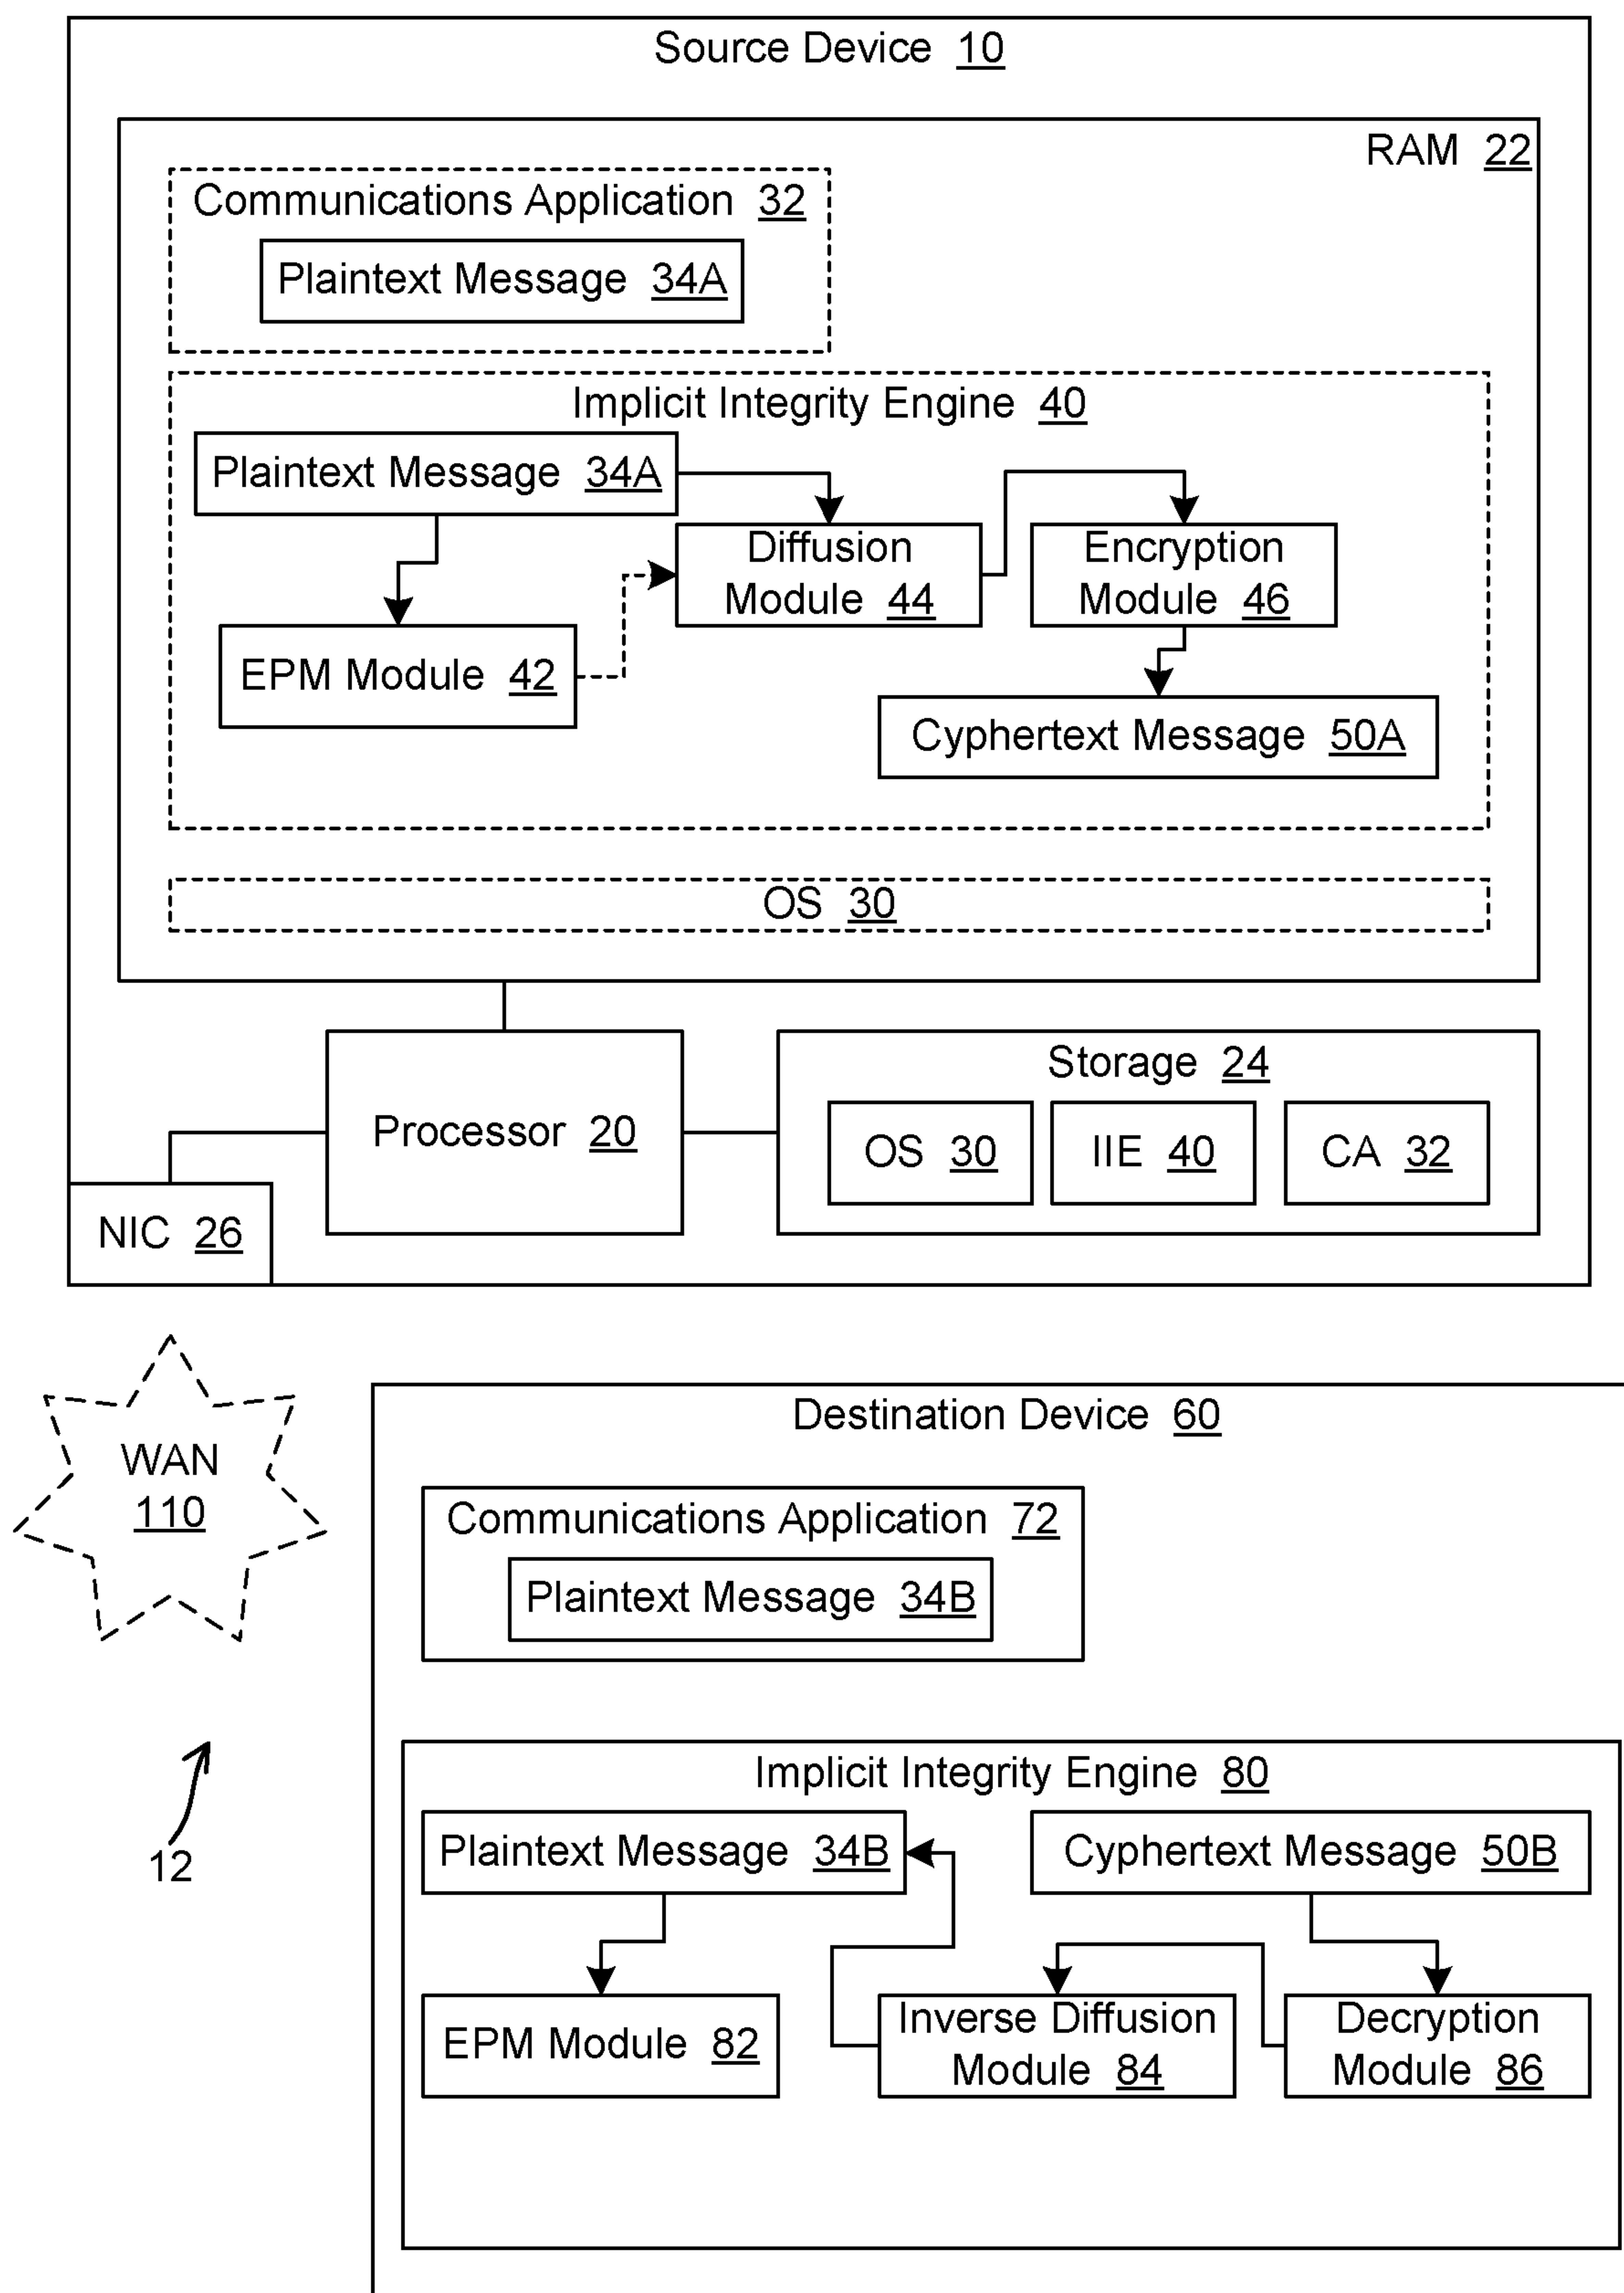 Source Device 10
RAM 22
Communications Application 32
Plaintext Message 34A
Implicit Integrity Engine 40
Plaintext Message 34A
Diffusion
Module 44
Encryption
Module 46
EPM Module 42
Cyphertext Message 50A
OS 30
Processor 20
Storage 24
OS 30
IIE 40
CA 32
NIC 26
WAN
110
12
Destination Device 60
Communications Application 72
Plaintext Message 34B
Implicit Integrity Engine 80
Plaintext Message 34B
Cyphertext Message 50B
EPM Module 82
Inverse Diffusion
Module 84
Decryption
Module 86